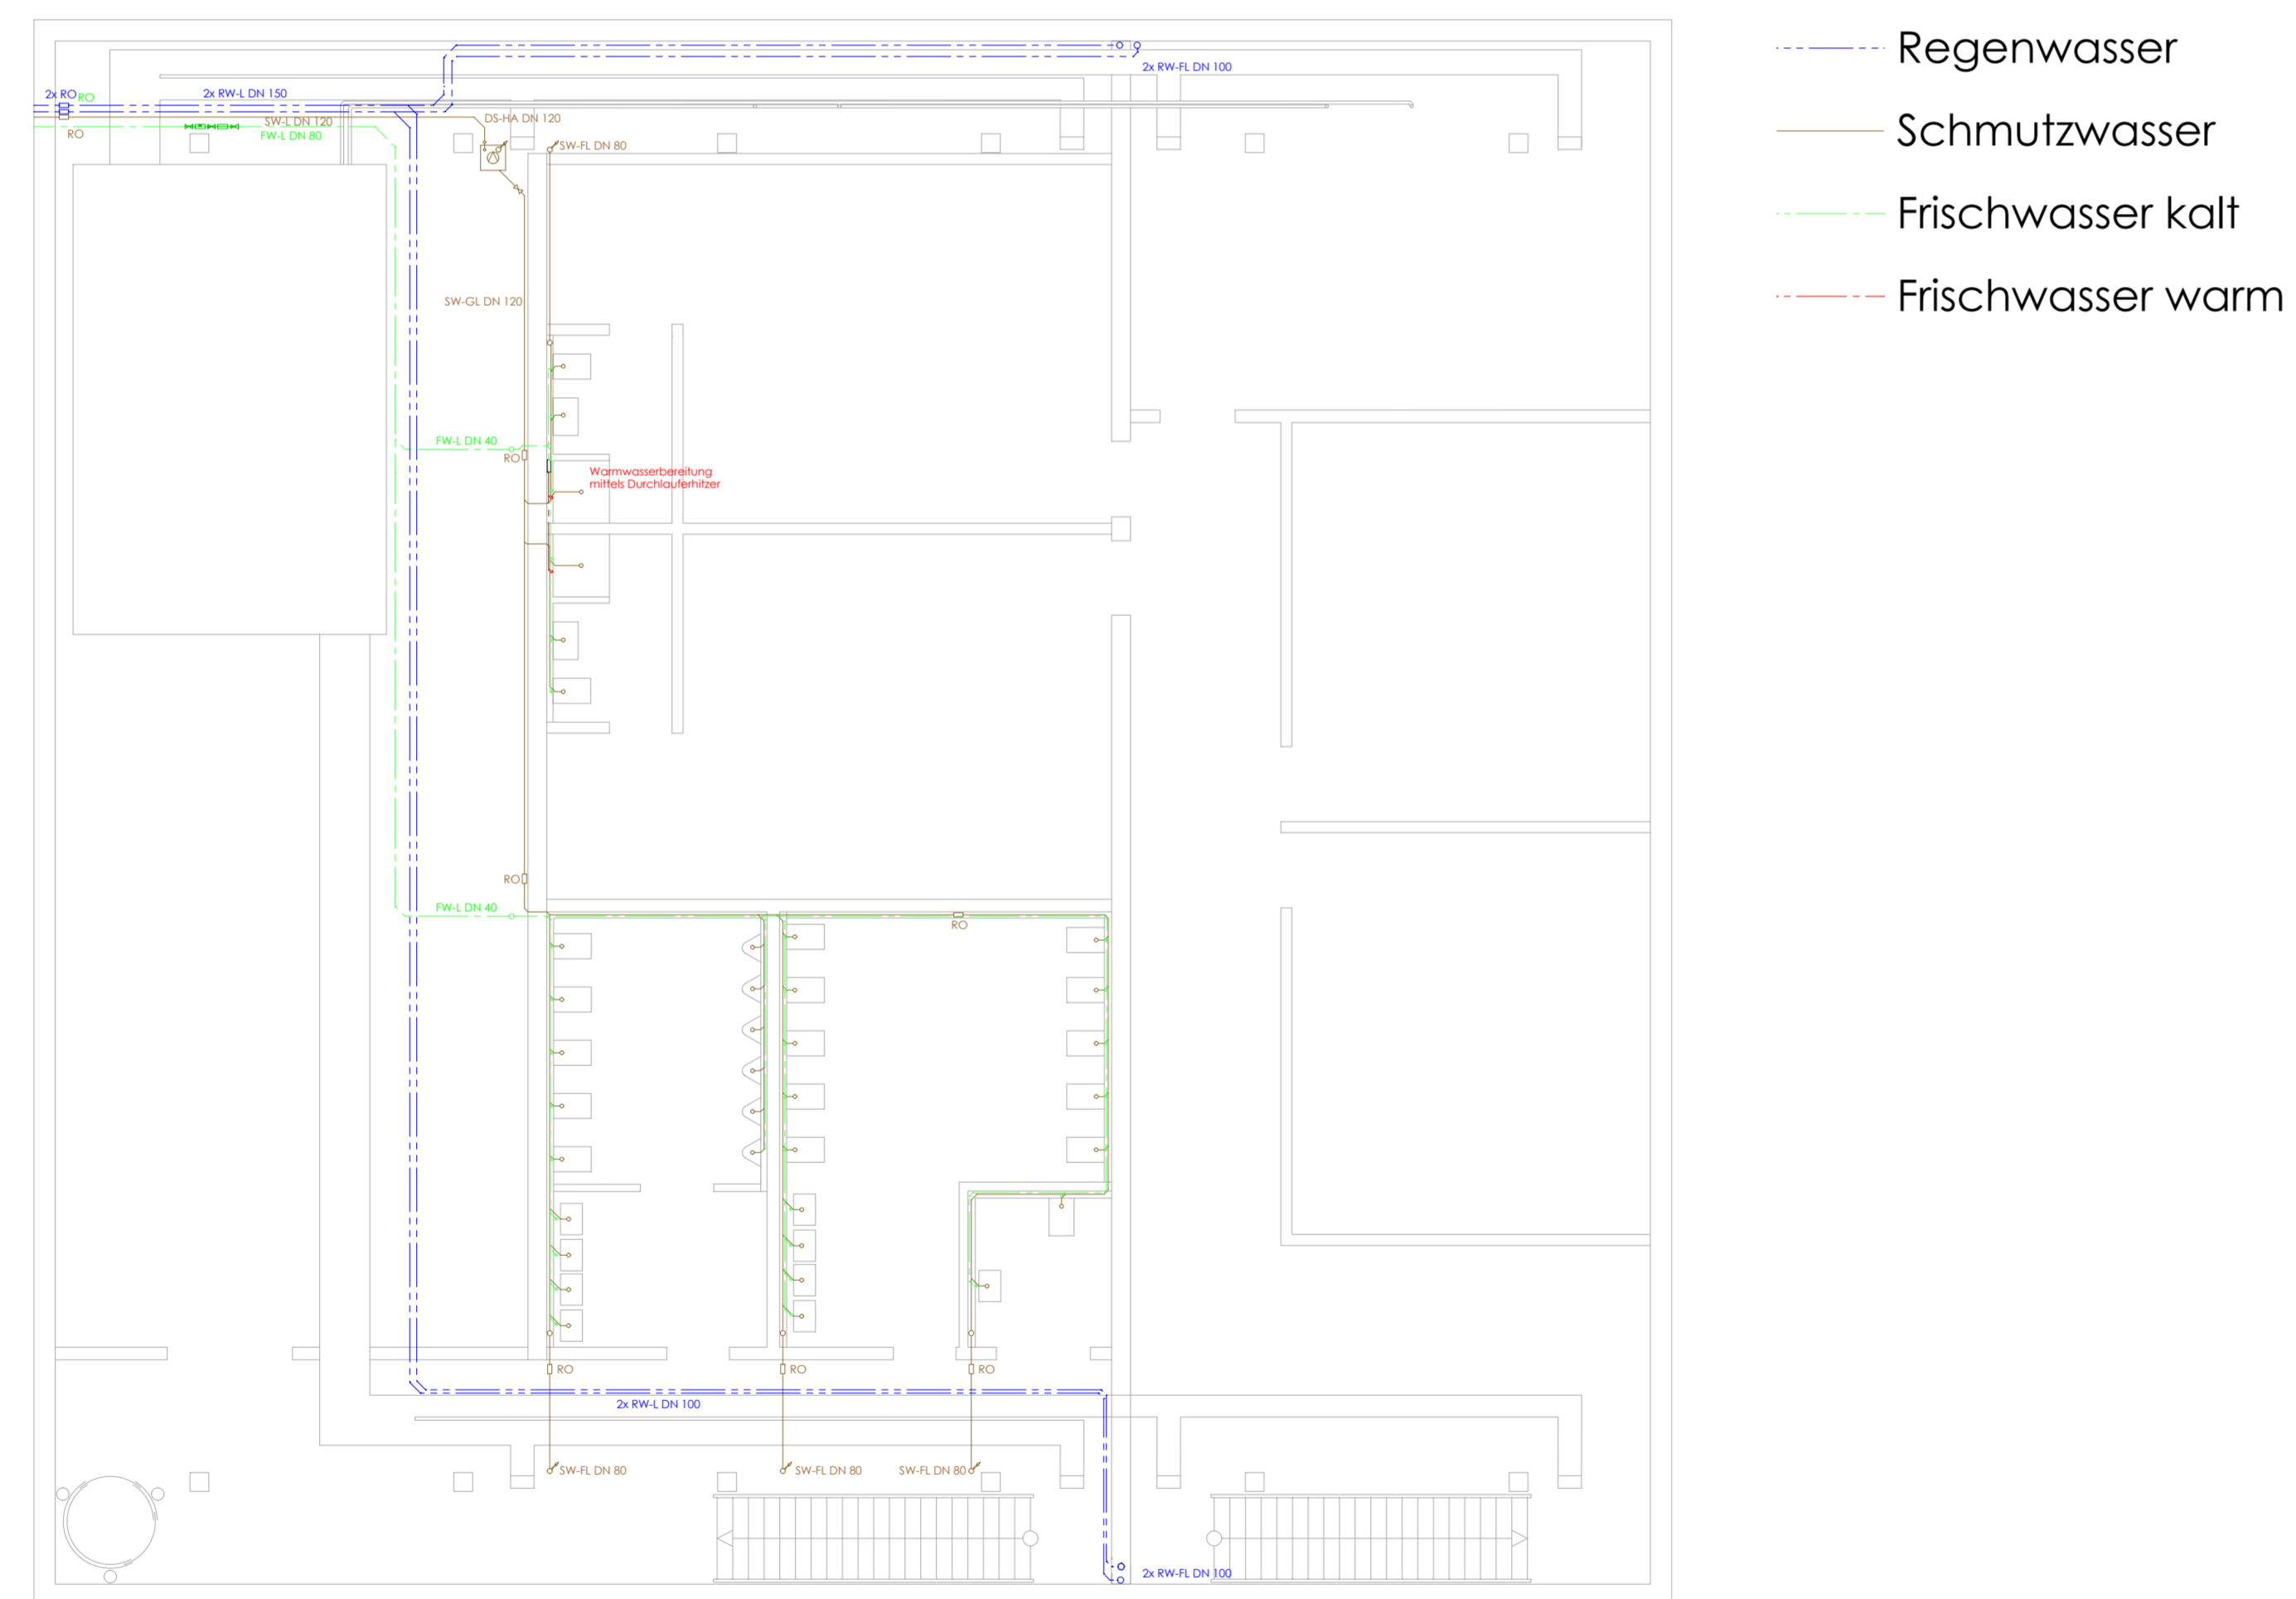 Regenwasser
Schmutzwasser
Frischwasser kalt
Frischwasser warm
2x RW-FL DN 100
2x RO
RO
2x RW-L DN 150
SW-L DN 120
DS-HA DN 120
RO
FW-L DN 80
SW-FL DN 80
SW-GL DN 120
FW-L DN 40
RO
Warmwasserbereitung
mittels Durchlauferhitzer
RO
FW-L DN 40
RO
RO
RO
RO
2x RW-L DN 100
SW-FL DN 80
SW-FL DN 80
SW-FL DN 80
2x RW-FL DN 100